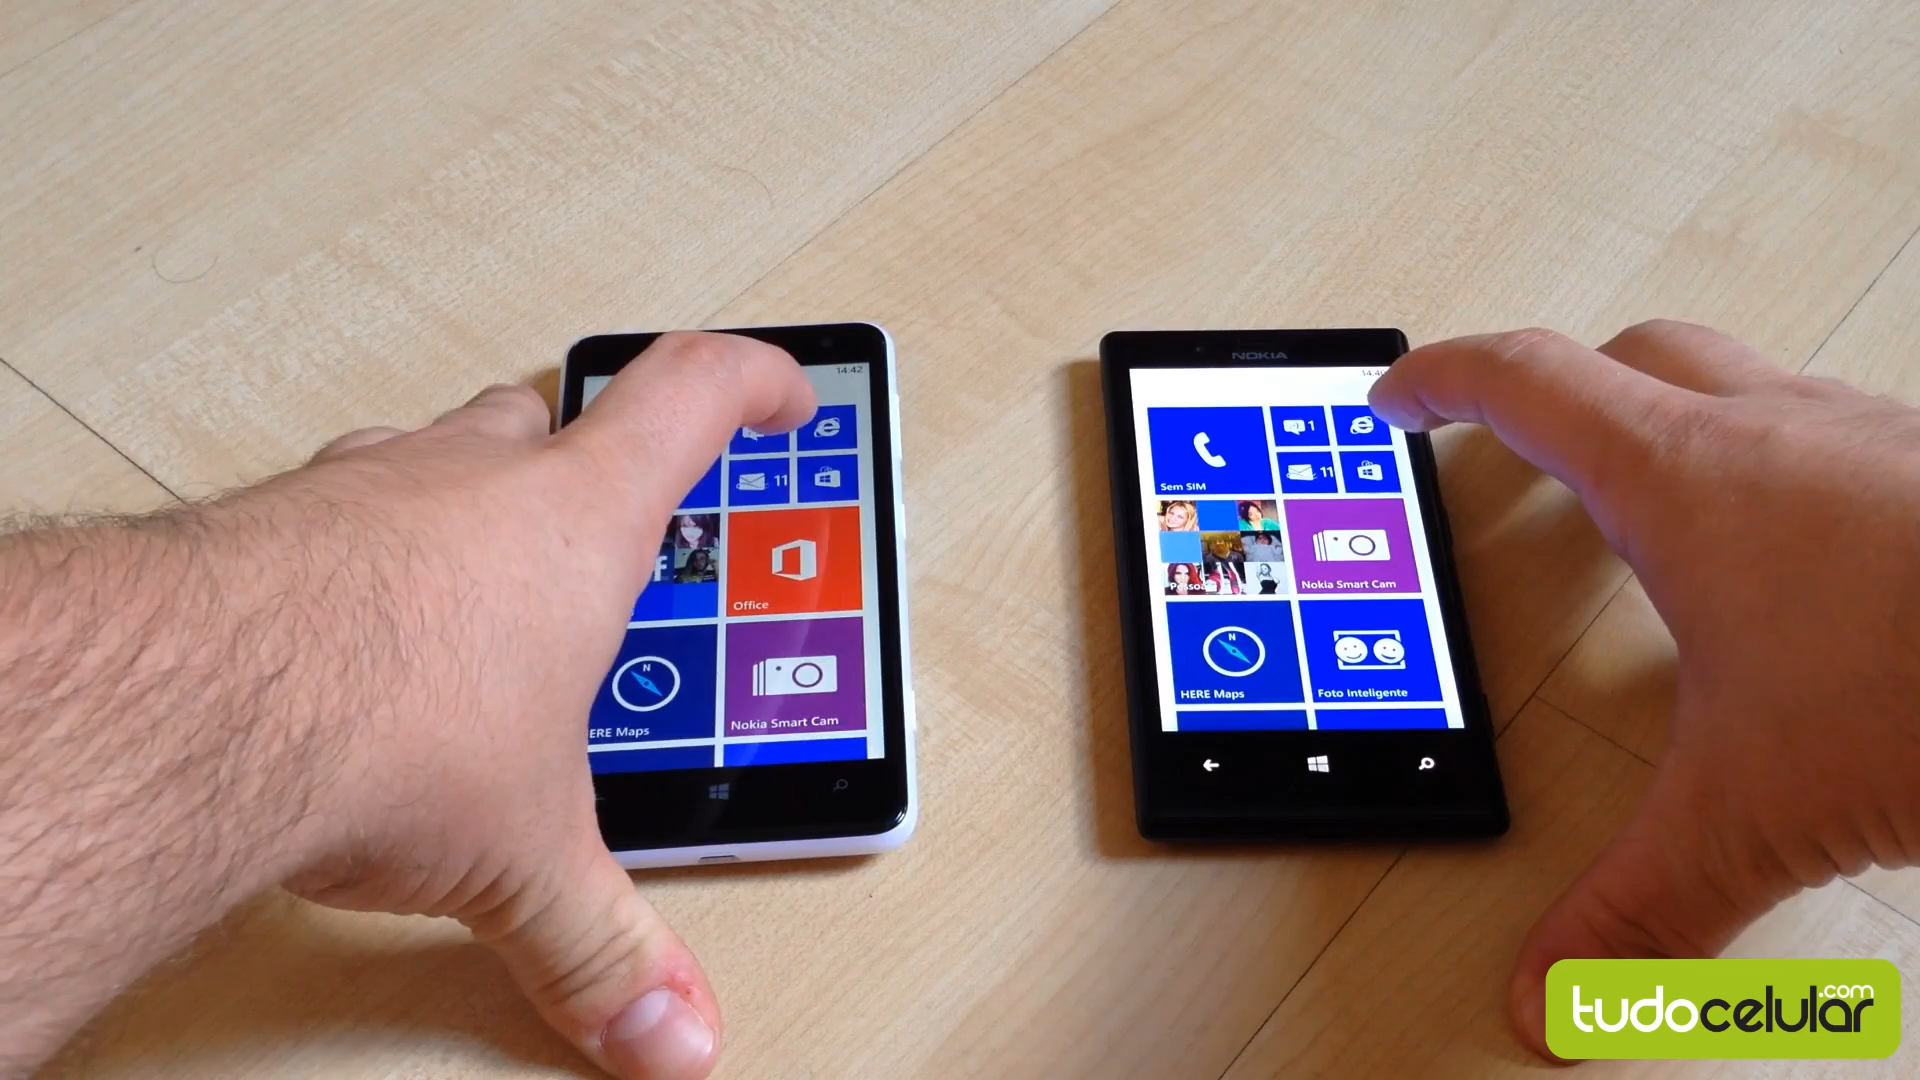 14:42
11
Office
ERE Maps
Nokia Smart Cam
NOKIA
1
11
Sem SIM
Nokia Smart Cam
HERE Maps
Foto Inteligente
tudocelular.com